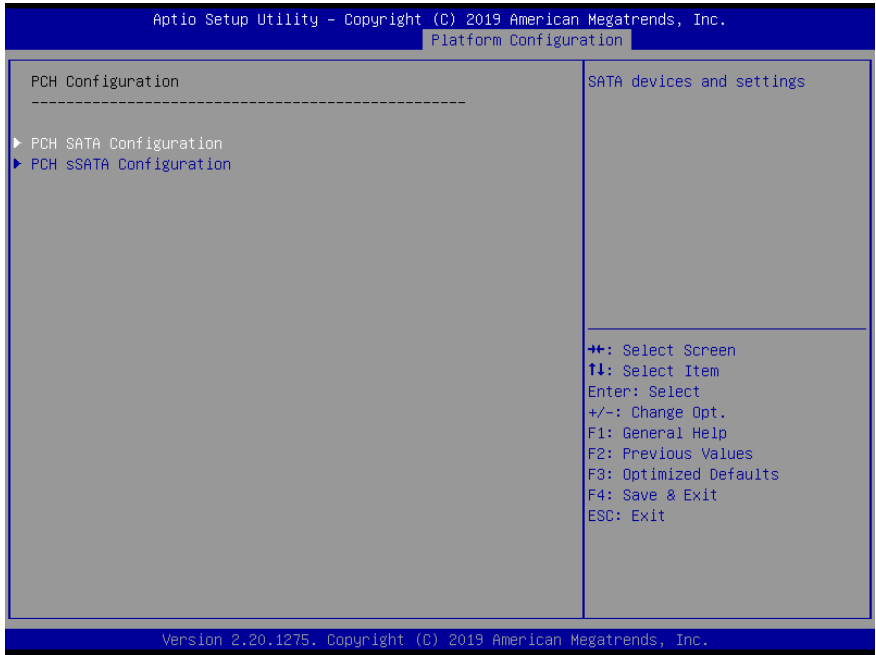 Aptio Setup Utility – Copyright (C) 2019 American Megatrends, Inc.
Platform Configuration
PCH Configuration
--------------------------------------------------
PCH SATA Configuration
PCH sSATA Configuration
SATA devices and settings
→←: Select Screen
↑↓: Select Item
Enter: Select
+/-: Change Opt.
F1: General Help
F2: Previous Values
F3: Optimized Defaults
F4: Save & Exit
ESC: Exit
Version 2.20.1275. Copyright (C) 2019 American Megatrends, Inc.